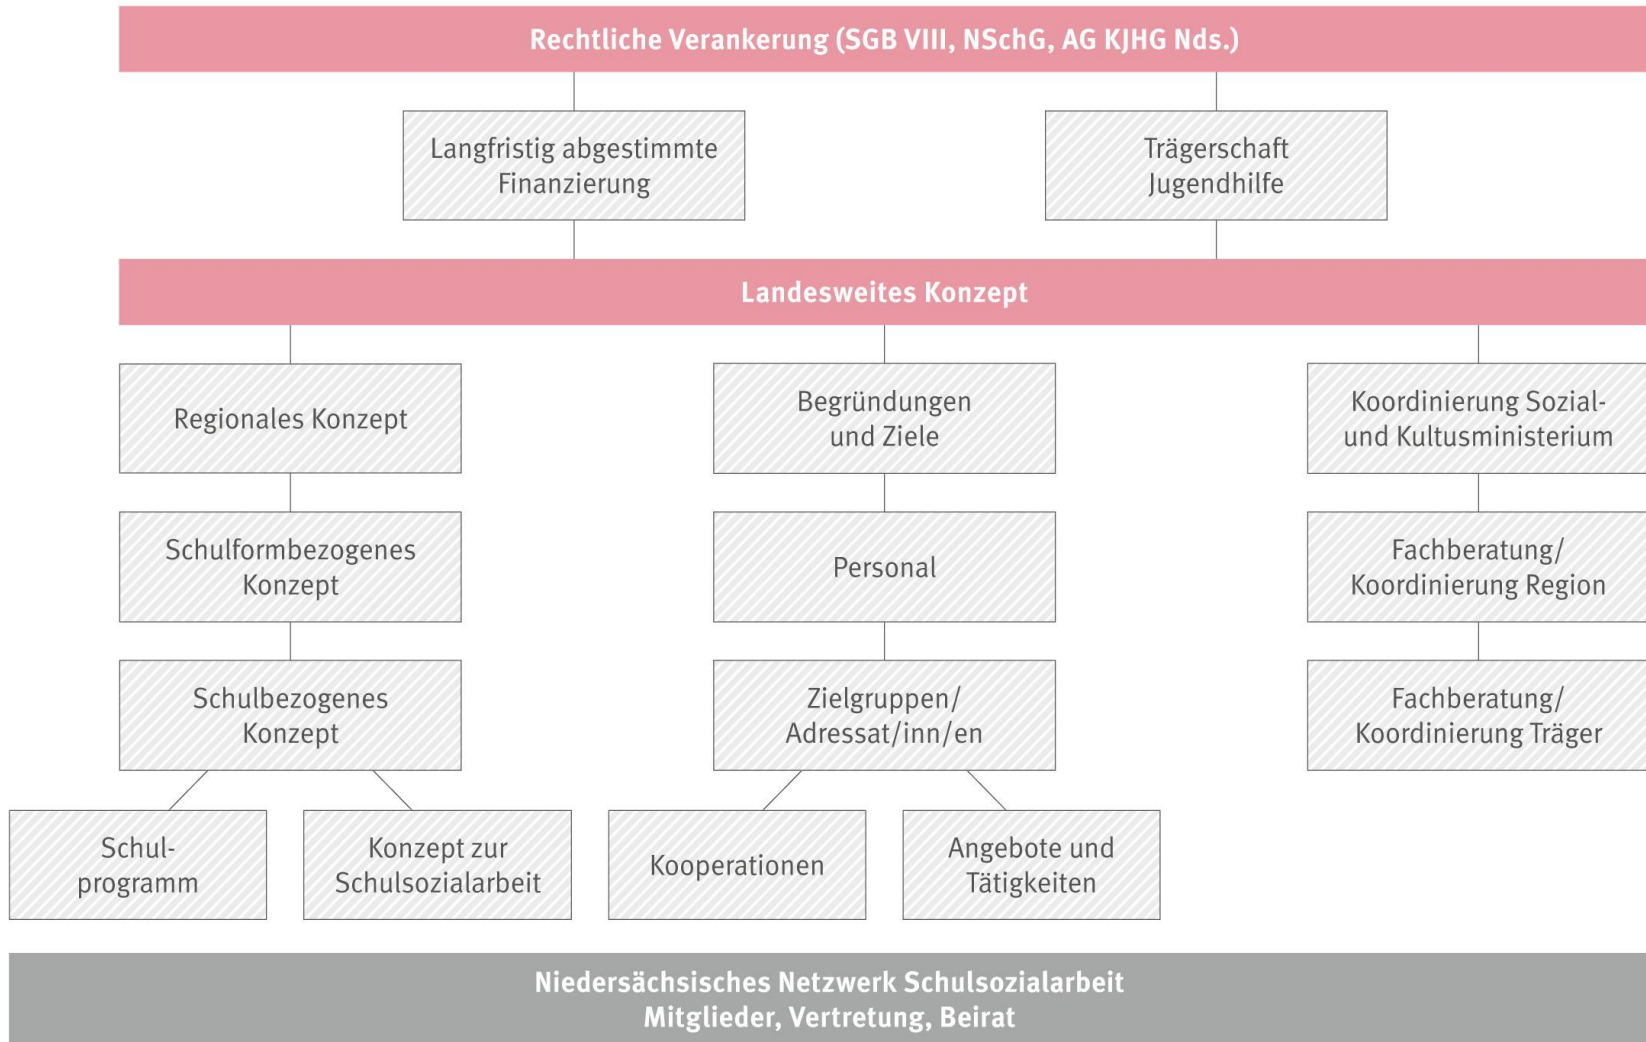 Rechtliche Verankerung (SGB VIII, NSchG, AG KJHG Nds.)
Langfristig abgestimmte
Finanzierung
Trägerschaft
Jugendhilfe
Landesweites Konzept
Regionales Konzept
Begründungen
und Ziele
Koordinierung Sozial-
und Kultusministerium
Schulformbezogenes
Konzept
Personal
Fachberatung/
Koordinierung Region
Schulbezogenes
Konzept
Zielgruppen/
Adressat/inn/en
Fachberatung/
Koordinierung Träger
Schul-
programm
Konzept zur
Schulsozialarbeit
Kooperationen
Angebote und
Tätigkeiten
Niedersächsisches Netzwerk Schulsozialarbeit
Mitglieder, Vertretung, Beirat